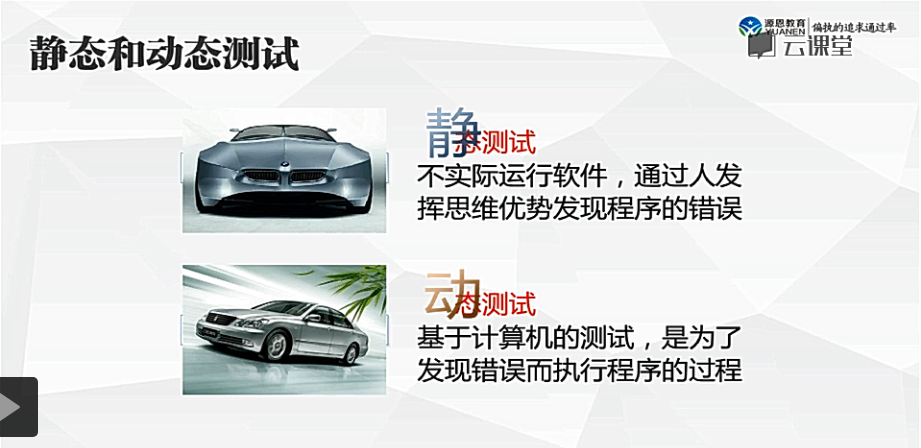 静态和动态测试
源恩教育
YUANEN
偏执的追求通过率
云课堂
静态测试
不实际运行软件，通过人发
挥思维优势发现程序的错误
动态测试
基于计算机的测试，是为了
发现错误而执行程序的过程